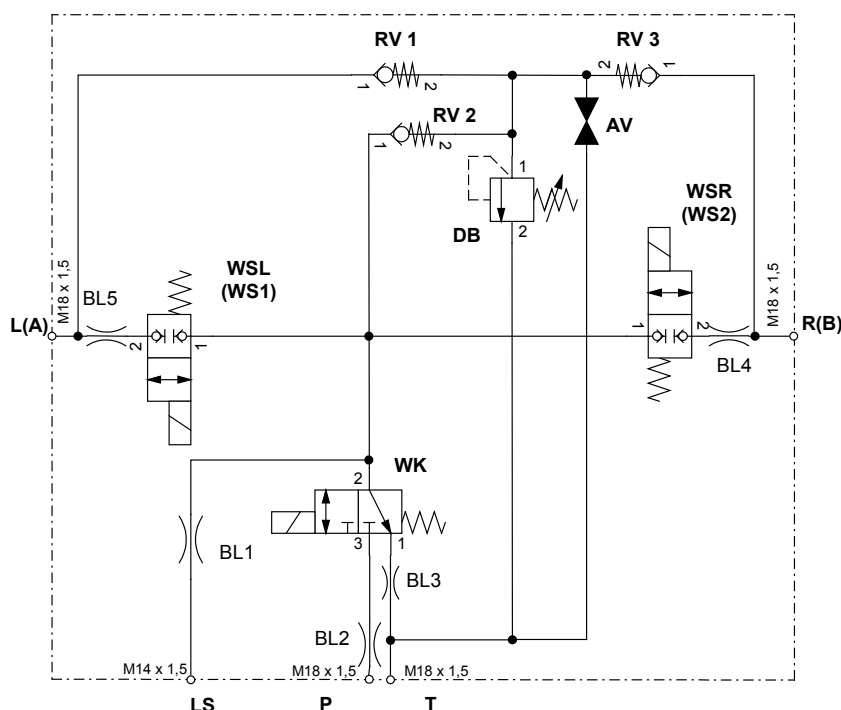 RV 1
RV 3
1
2
2
1
RV 2
1
2
AV
1
DB
2
WSR
(WS2)
WSL
(WS1)
M18 x 1,5
BL5
L(A)
2
1
1
2
BL4
M18 x 1,5
R(B)
WK
2
3
1
BL1
BL3
BL2
M14 x 1,5
M18 x 1,5
M18 x 1,5
LS
P
T